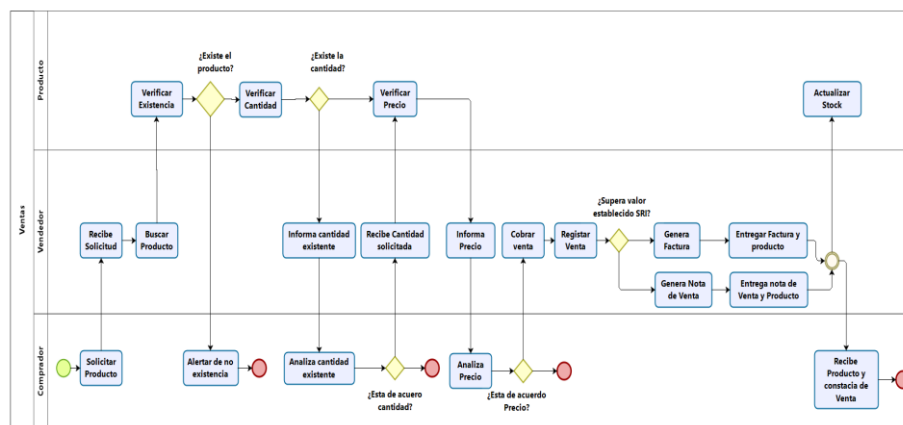 Ventas
Producto
¿Existe el
producto?
¿Existe la
cantidad?
Verificar
Existencia
Verificar
Cantidad
Verificar
Precio
Actualizar
Stock
Vendedor
¿Supera valor
establecido SRI?
Recibe
Solicitud
Buscar
Producto
Informa cantidad
existente
Recibe Cantidad
solicitada
Informa
Precio
Cobrar
venta
Registar
Venta
Genera
Factura
Entregar Factura y
producto
Genera Nota
de Venta
Entrega nota de
Venta y Producto
Comprador
Solicitar
Producto
Alertar de no
existencia
Analiza cantidad
existente
¿Esta de acuero
cantidad?
Analiza
Precio
¿Esta de acuerdo
Precio?
Recibe
Producto y
constacia de
Venta